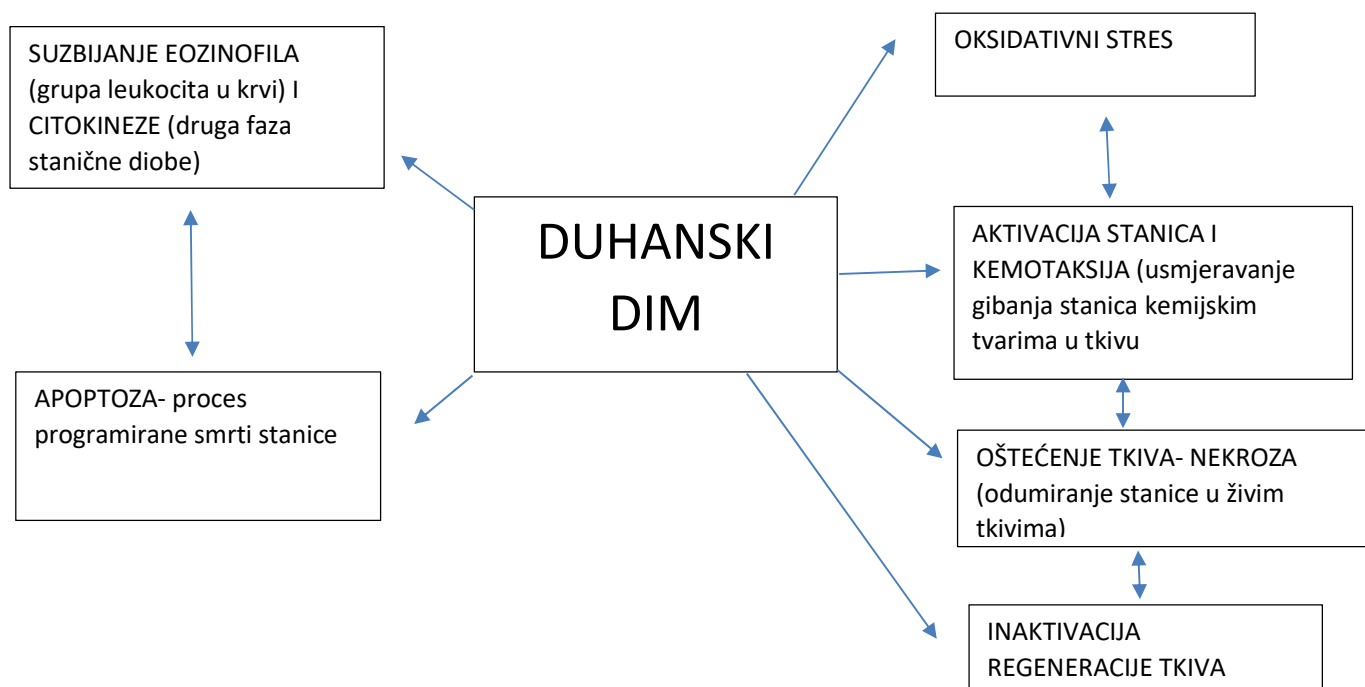 SUZBIJANJE EOZINOFILA
(grupa leukocita u krvi) I
CITOKINEZE (druga faza
stanične diobe)
OKSIDATIVNI STRES
DUHANSKI
DIM
AKTIVACIJA STANICA I
KEMOTAKSIJA (usmjeravanje
gibanja stanica kemijskim
tvarima u tkivu
APOPTOZA- proces
programirane smrti stanice
OŠTEĆENJE TKIVA- NEKROZA
(odumiranje stanice u živim
tkivima)
INAKTIVACIJA
REGENERACIJE TKIVA